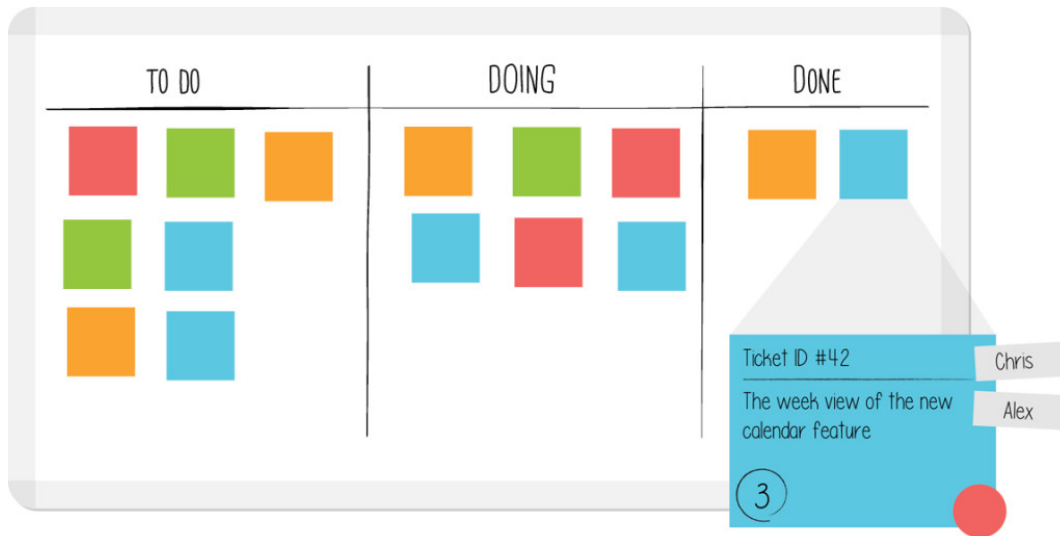 TO DO
DOING
DONE
Ticket ID #42
The week view of the new
calendar feature
3
Chris
Alex